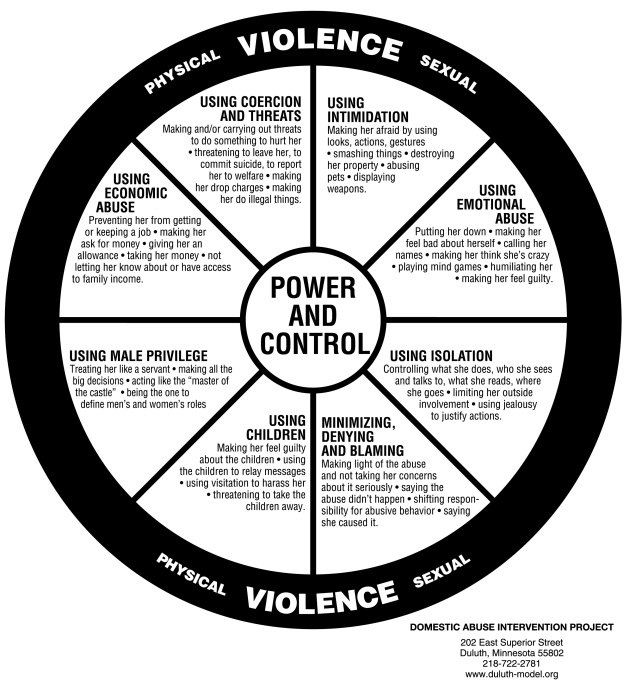 PHYSICAL VIOLENCE SEXUAL
USING COERCION
AND THREATS
Making and/or carrying out threats
to do something to hurt her
• threatening to leave her, to
commit suicide, to report
her to welfare • making
her drop charges • making
her do illegal things.
USING
INTIMIDATION
Making her afraid by using
looks, actions, gestures
• smashing things • destroying
her property • abusing
pets • displaying
weapons.
USING
ECONOMIC
ABUSE
Preventing her from getting
or keeping a job • making her
ask for money • giving her an
allowance • taking her money • not
letting her know about or have access
to family income.
USING
EMOTIONAL
ABUSE
Putting her down • making her
feel bad about herself • calling her
names • making her think she's crazy
• playing mind games • humiliating her
• making her feel guilty.
POWER
AND
CONTROL
USING MALE PRIVILEGE
Treating her like a servant • making all the
big decisions • acting like the “master of
the castle” • being the one to
define men's and women's roles
USING ISOLATION
Controlling what she does, who she sees
and talks to, what she reads, where
she goes • limiting her outside
involvement • using jealousy
to justify actions.
USING
CHILDREN
Making her feel guilty
about the children • using
the children to relay messages
• using visitation to harass her
• threatening to take the
children away.
MINIMIZING,
DENYING
AND BLAMING
Making light of the abuse
and not taking her concerns
about it seriously • saying the
abuse didn't happen • shifting respon-
sibility for abusive behavior • saying
she caused it.
PHYSICAL VIOLENCE SEXUAL
DOMESTIC ABUSE INTERVENTION PROJECT
202 East Superior Street
Duluth, Minnesota 55802
218-722-2781
www.duluth-model.org